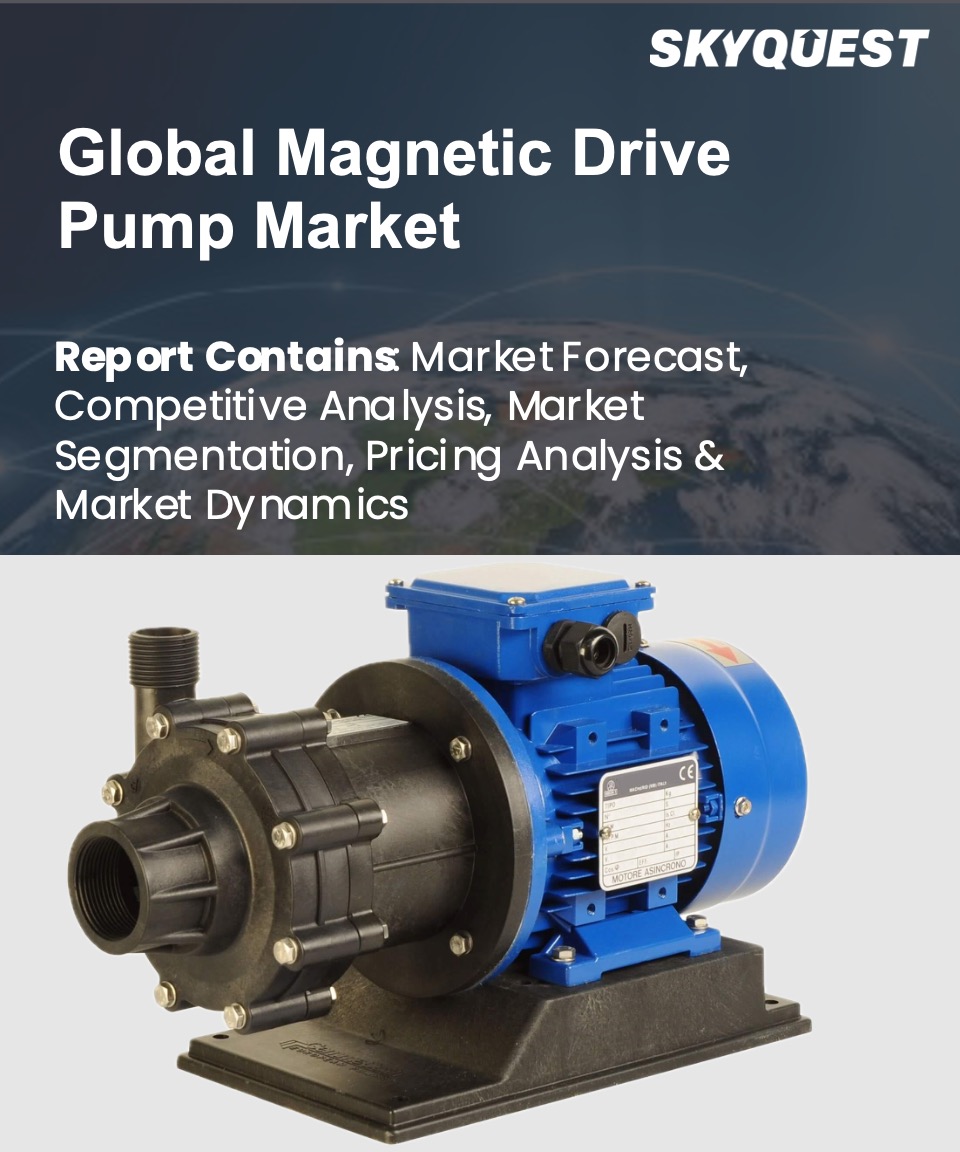 SKYQUEST
Global Magnetic Drive
Pump Market
Report Contains: Market Forecast,
Competitive Analysis, Market
Segmentation, Pricing Analysis &
Market Dynamics
CE
TIPO
MOTORE ASINCRONO